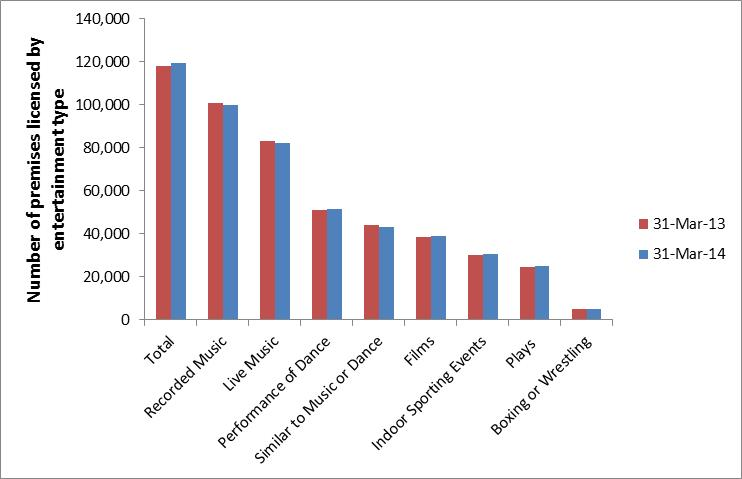 Number of premises licensed by
entertainment type
140,000
120,000
100,000
80,000
60,000
40,000
20,000
0
Total
Recorded Music
Live Music
Performance of Dance
Similar to Music or Dance
Films
Indoor Sporting Events
Plays
Boxing or Wrestling
31-Mar-13
31-Mar-14